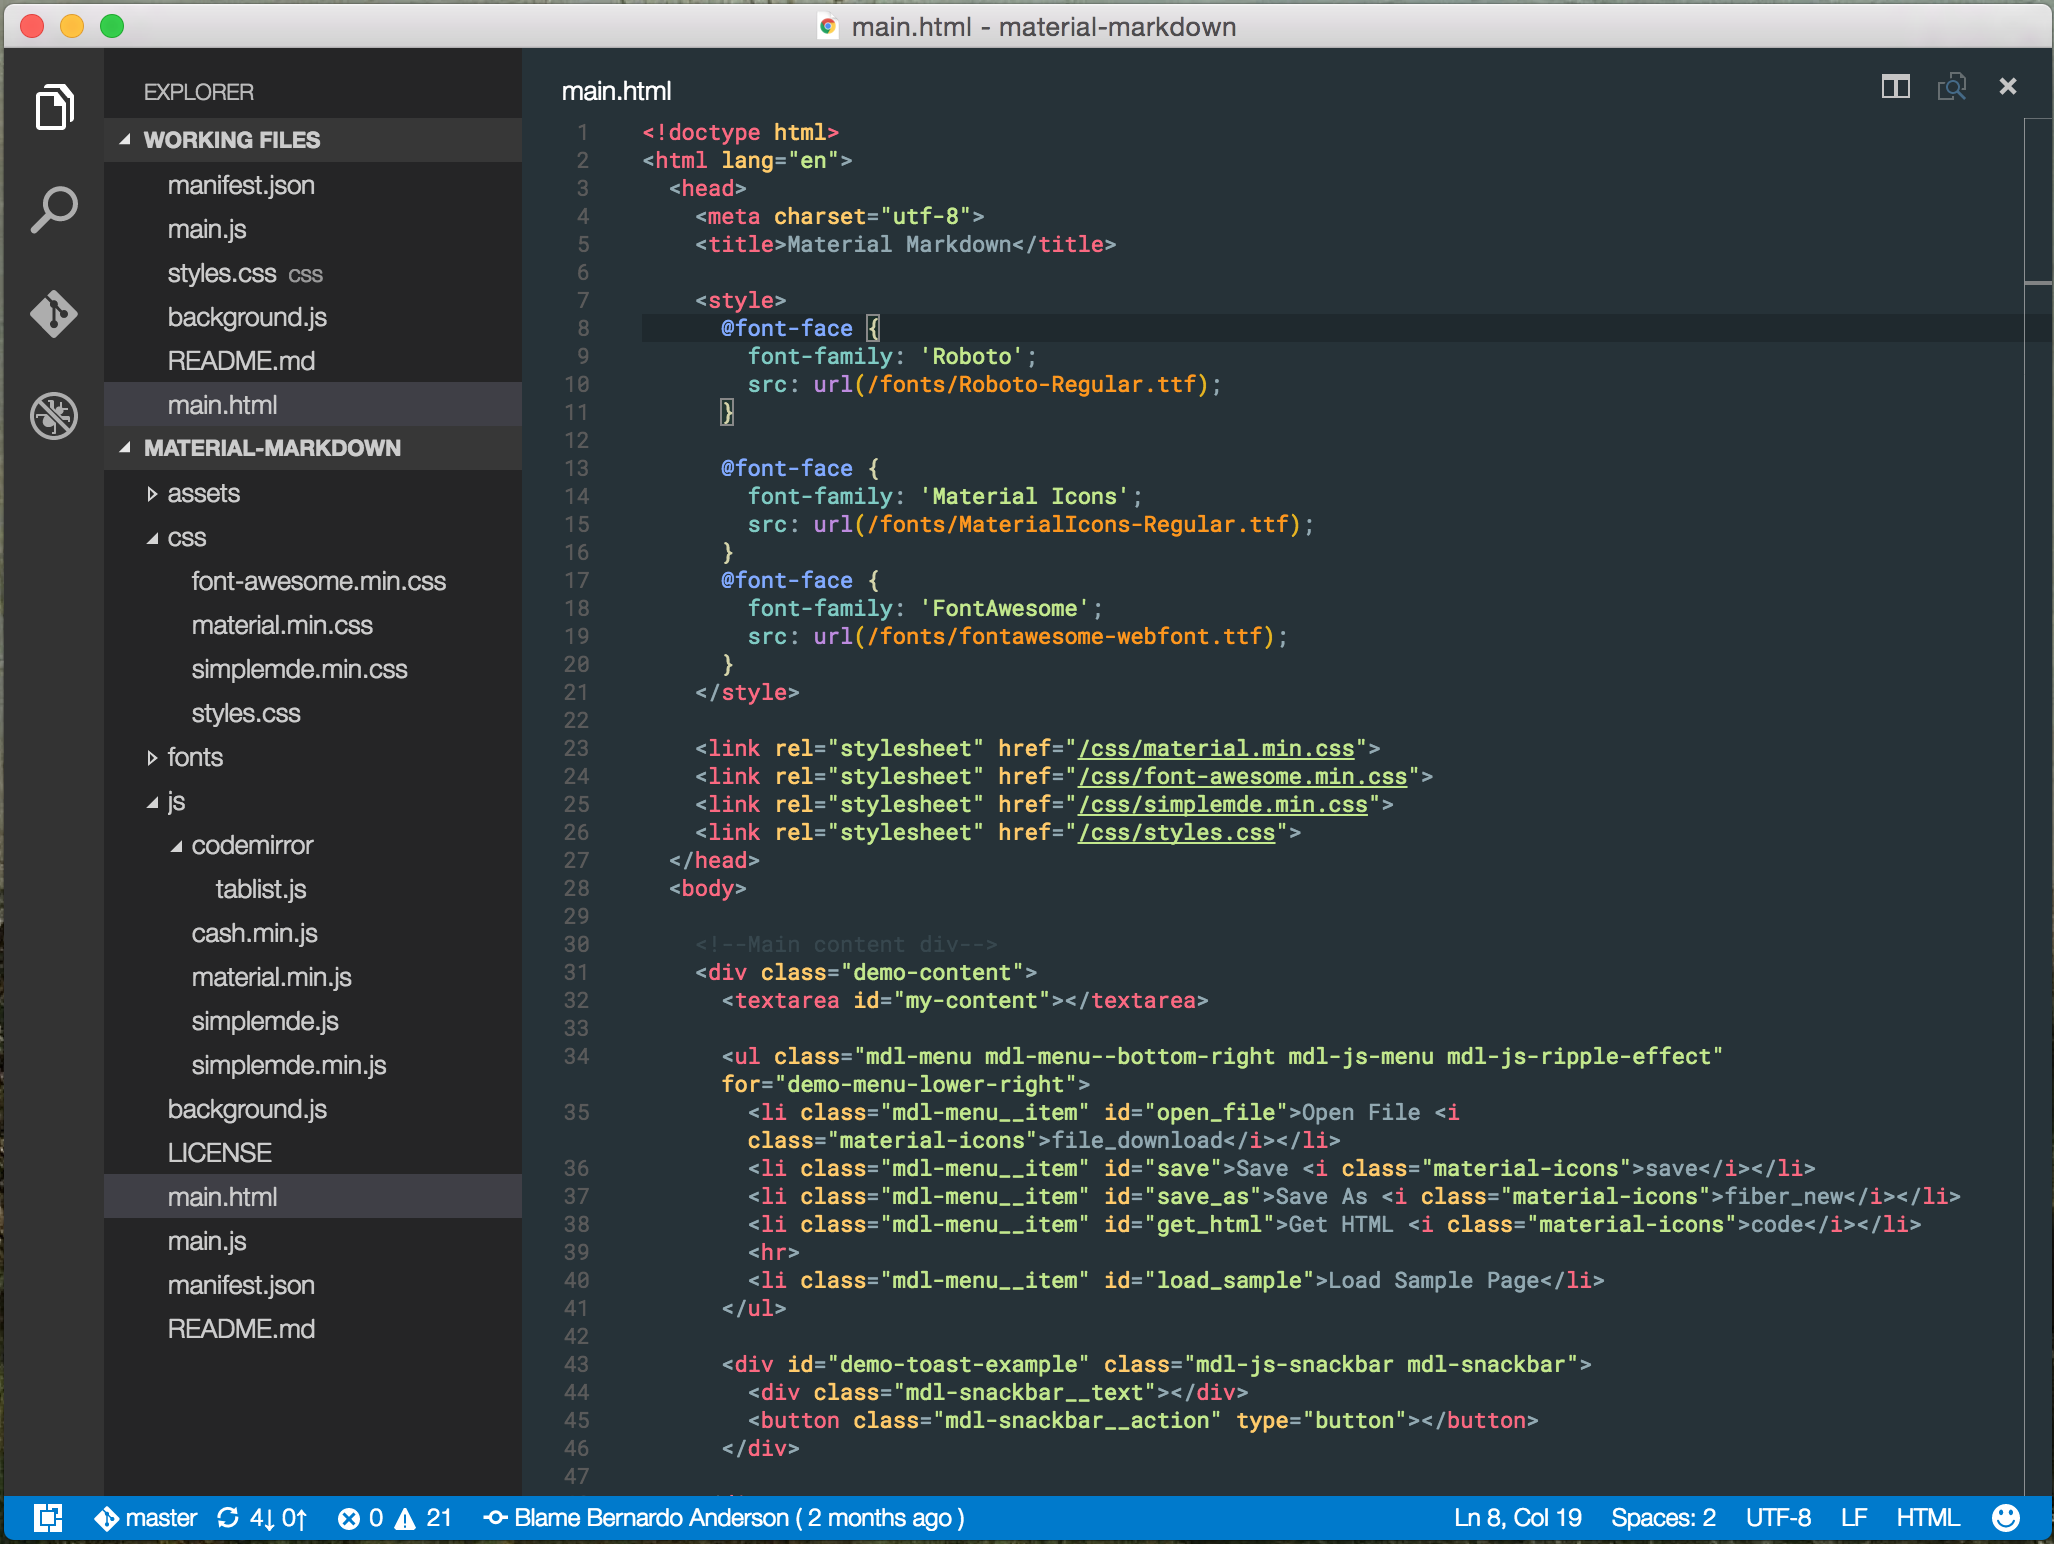 main.html - material-markdown
EXPLORER
WORKING FILES
manifest.json
main.js
styles.css css
background.js
README.md
main.html
MATERIAL-MARKDOWN
assets
css
font-awesome.min.css
material.min.css
simplemde.min.css
styles.css
fonts
js
codemirror
tablist.js
cash.min.js
material.min.js
simplemde.js
simplemde.min.js
background.js
LICENSE
main.html
main.js
manifest.json
README.md
main.html
1 <!doctype html>
2 <html lang="en">
3 <head>
4 <meta charset="utf-8">
5 <title>Material Markdown</title>
6
7 <style>
8 @font-face {
9 font-family: 'Roboto';
10 src: url(/fonts/Roboto-Regular.ttf);
11 }
12
13 @font-face {
14 font-family: 'Material Icons';
15 src: url(/fonts/MaterialIcons-Regular.ttf);
16 }
17 @font-face {
18 font-family: 'FontAwesome';
19 src: url(/fonts/fontawesome-webfont.ttf);
20 }
21 </style>
22
23 <link rel="stylesheet" href="/css/material.min.css">
24 <link rel="stylesheet" href="/css/font-awesome.min.css">
25 <link rel="stylesheet" href="/css/simplemde.min.css">
26 <link rel="stylesheet" href="/css/styles.css">
27 </head>
28 <body>
29
30 <!--Main content div-->
31 <div class="demo-content">
32 <textarea id="my-content"></textarea>
33
34 <ul class="mdl-menu mdl-menu--bottom-right mdl-js-menu mdl-js-ripple-effect"
for="demo-menu-lower-right">
35 <li class="mdl-menu__item" id="open_file">Open File <i
class="material-icons">file_download</i></li>
36 <li class="mdl-menu__item" id="save">Save <i class="material-icons">save</i></li>
37 <li class="mdl-menu__item" id="save_as">Save As <i class="material-icons">fiber_new</i></li>
38 <li class="mdl-menu__item" id="get_html">Get HTML <i class="material-icons">code</i></li>
39 <hr>
40 <li class="mdl-menu__item" id="load_sample">Load Sample Page</li>
41 </ul>
42
43 <div id="demo-toast-example" class="mdl-js-snackbar mdl-snackbar">
44 <div class="mdl-snackbar__text"></div>
45 <button class="mdl-snackbar__action" type="button"></button>
46 </div>
47
master 4↓ 0↑ 0 21 Blame Bernardo Anderson ( 2 months ago ) Ln 8, Col 19 Spaces: 2 UTF-8 LF HTML